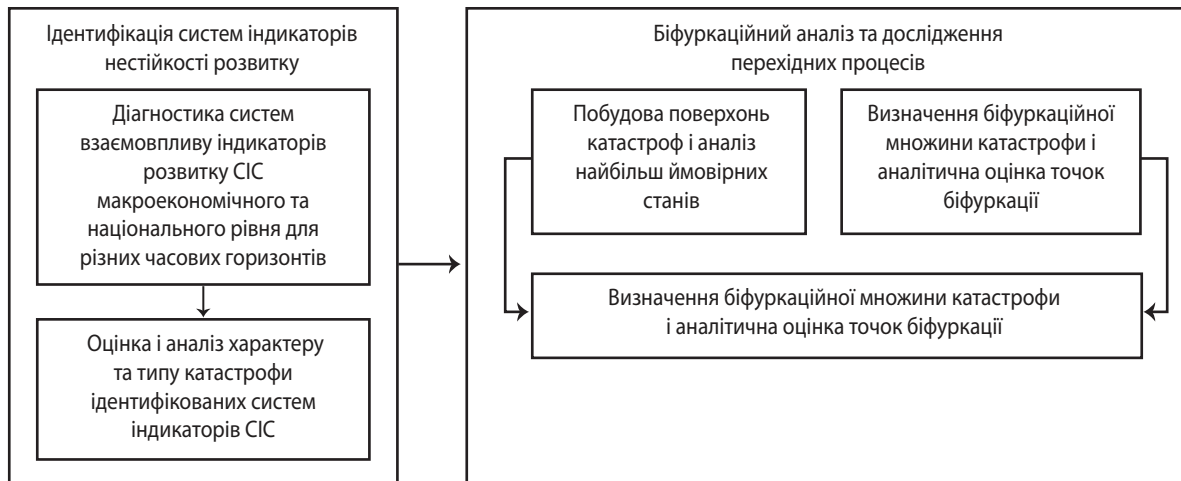 Ідентифікація систем індикаторів
нестійкості розвитку
Діагностика систем
взаємовпливу індикаторів
розвитку СІС
макроекономічного та
національного рівня для
різних часових горизонтів
Оцінка і аналіз характеру
та типу катастрофи
ідентифікованих систем
індикаторів СІС
Біфуркаційний аналіз та дослідження
перехідних процесів
Побудова поверхонь
катастроф і аналіз
найбільш ймовірних
станів
Визначення біфуркаційної
множини катастрофи і
аналітична оцінка точок
біфуркації
Визначення біфуркаційної множини катастрофи
і аналітична оцінка точок біфуркації